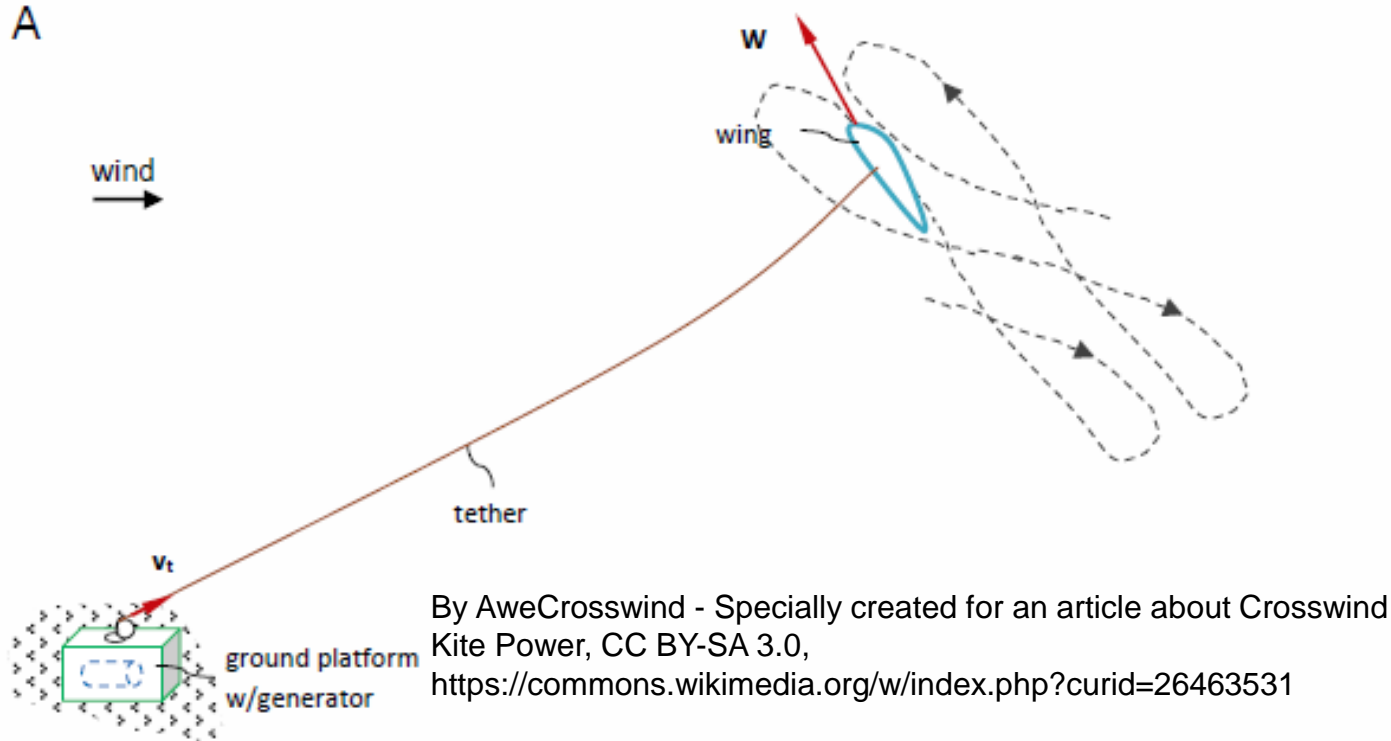 A
W
wing
wind
tether
vt
ground platform
w/generator
By AweCrosswind - Specially created for an article about Crosswind
Kite Power, CC BY-SA 3.0,
https://commons.wikimedia.org/w/index.php?curid=26463531